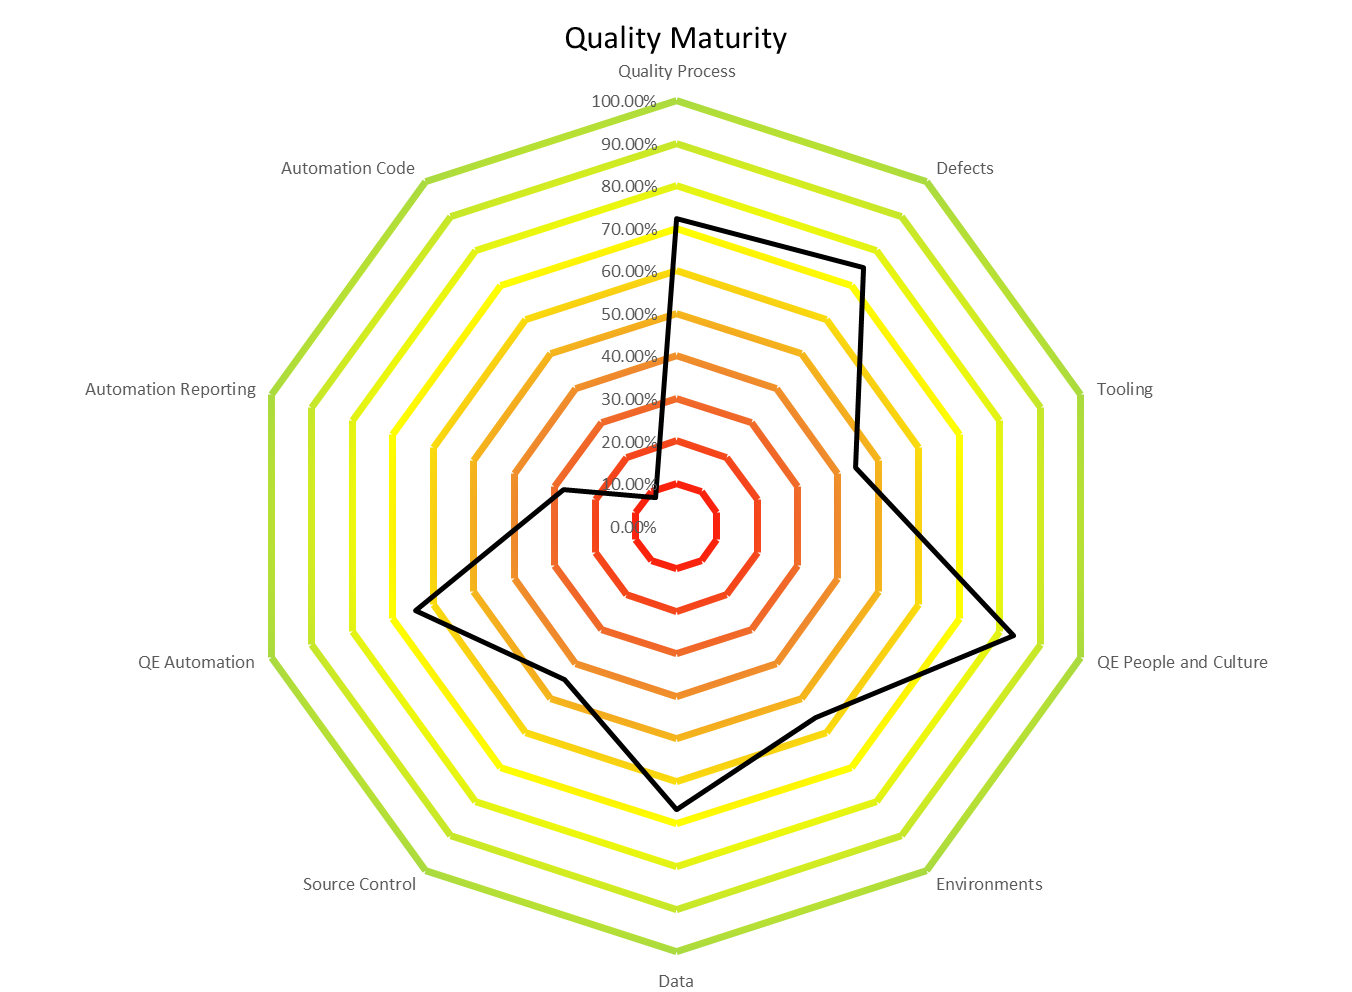 Quality Maturity
Quality Process
100.00%
90.00%
80.00%
70.00%
60.00%
50.00%
40.00%
30.00%
20.00%
10.00%
0.00%
Defects
Tooling
QE People and Culture
Environments
Data
Source Control
QE Automation
Automation Reporting
Automation Code